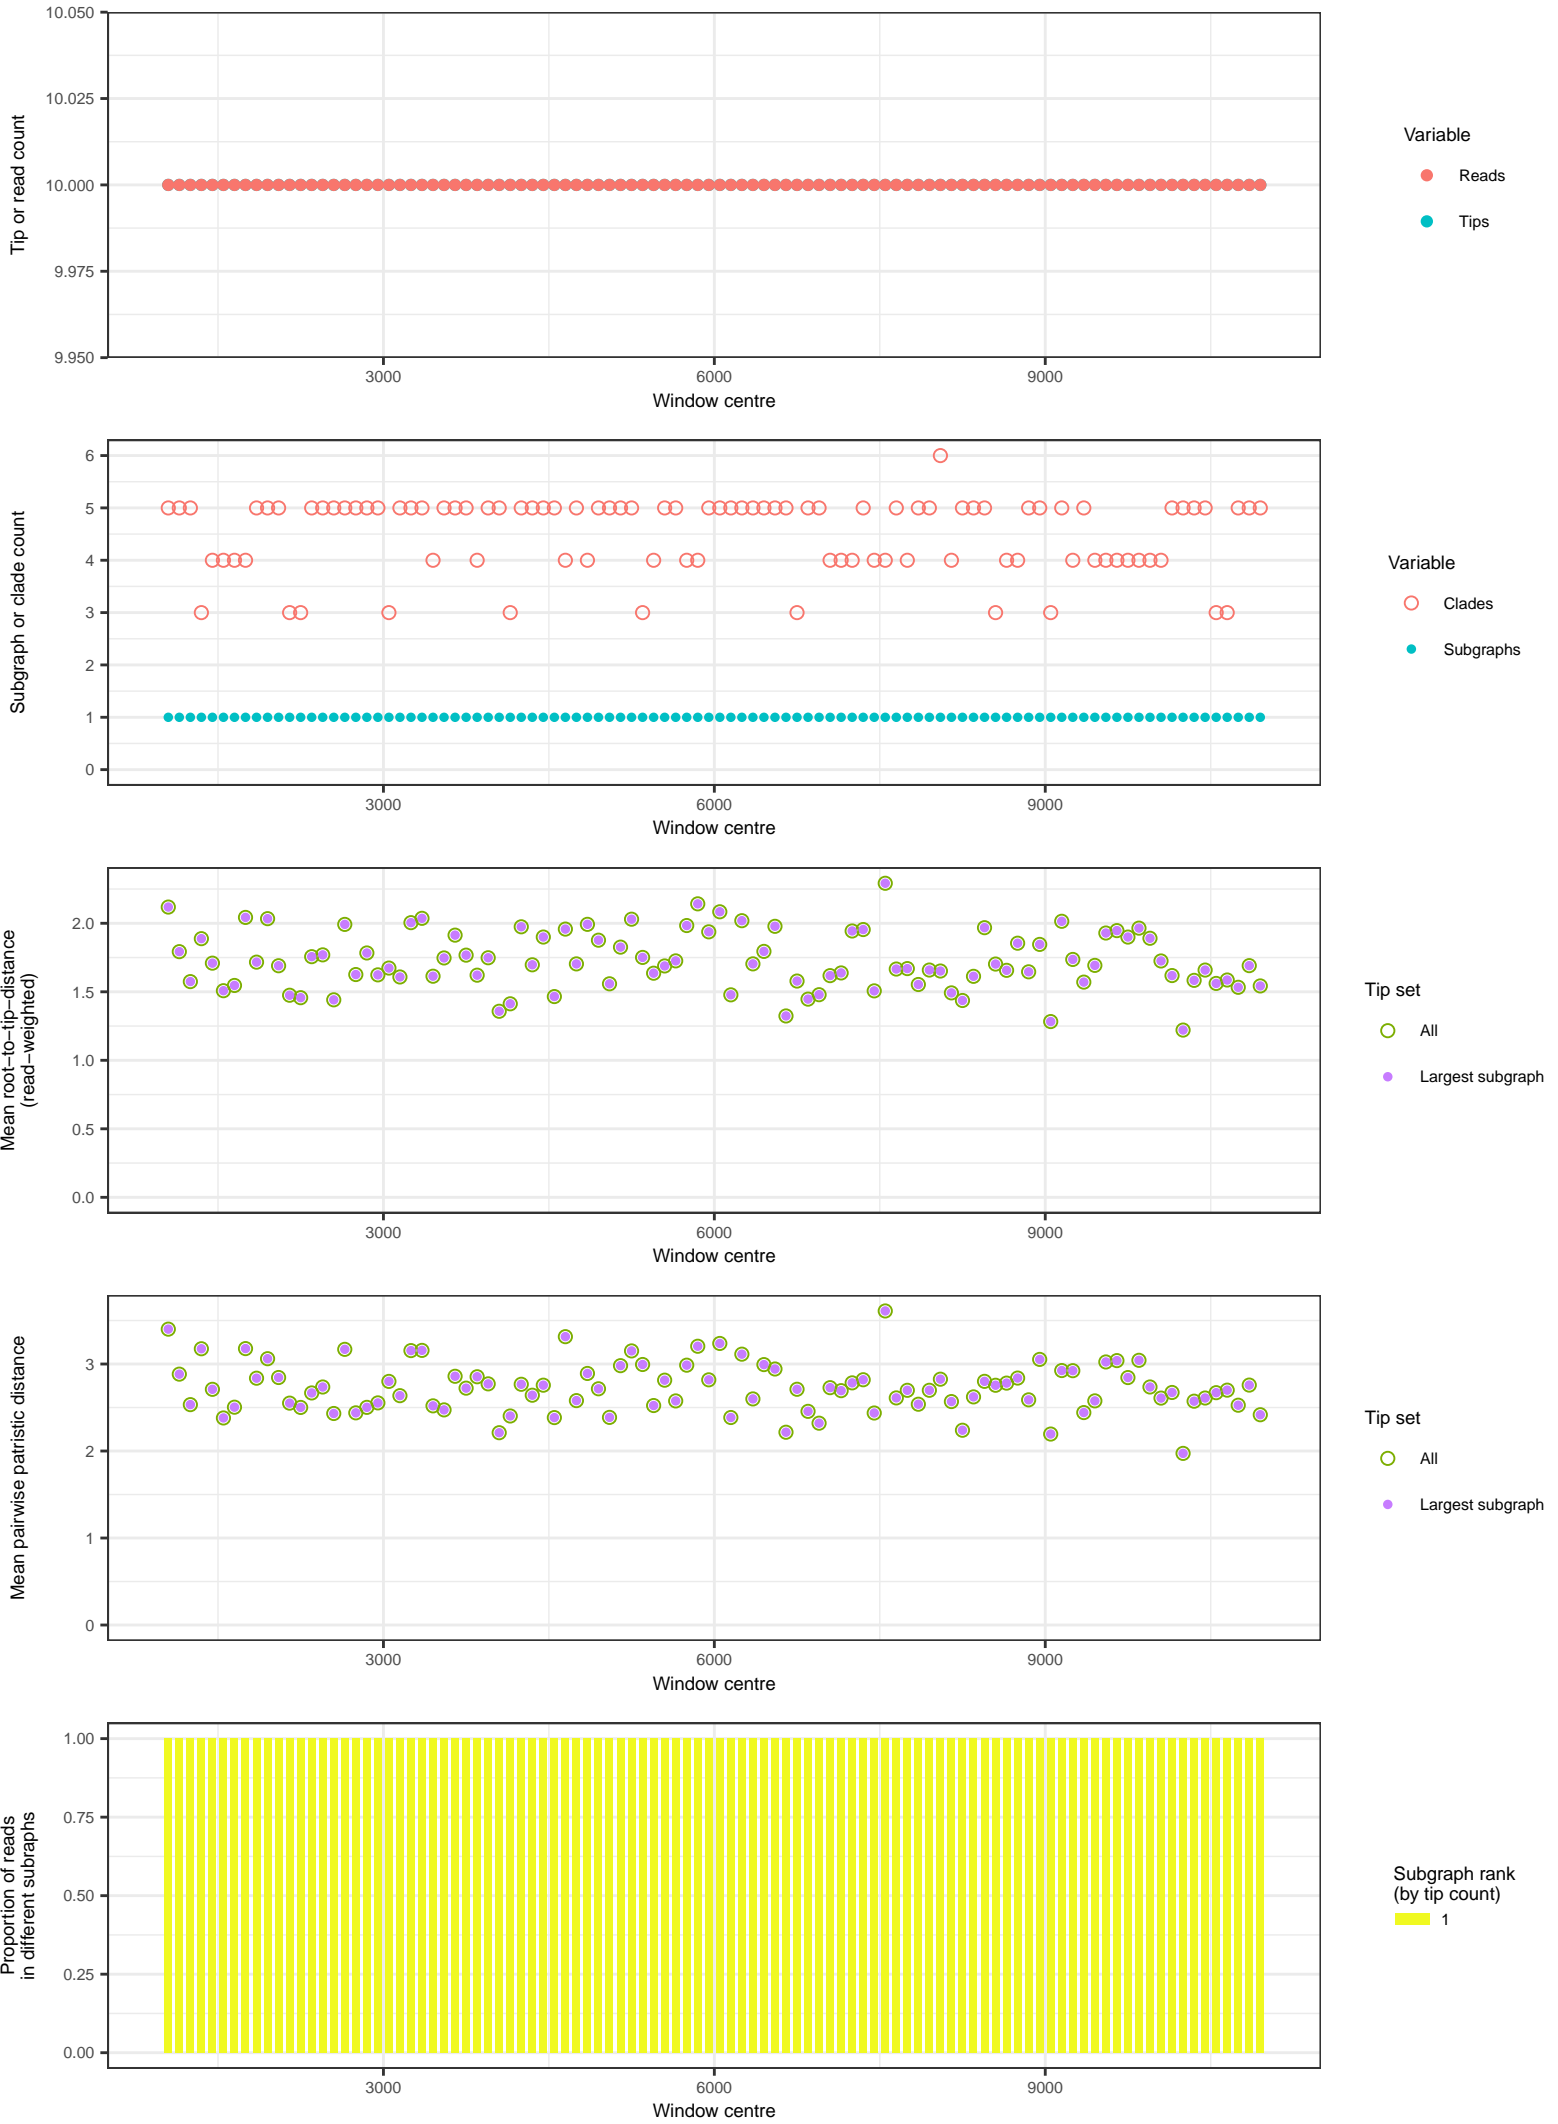 10.050
10.025
10.000
9.975
9.950
Tip or read count
3000 6000 9000
Window centre
Variable
Reads
Tips
6
5
4
3
2
1
0
Subgraph or clade count
3000 6000 9000
Window centre
Variable
Clades
Subgraphs
2.0
1.5
1.0
0.5
0.0
Mean root−to−tip−distance
(read−weighted)
3000 6000 9000
Window centre
Tip set
All
Largest subgraph
3
2
1
0
Mean pairwise patristic distance
3000 6000 9000
Window centre
Tip set
All
Largest subgraph
1.00
0.75
0.50
0.25
0.00
Proportion of reads
in different subraphs
3000 6000 9000
Window centre
Subgraph rank
(by tip count)
1